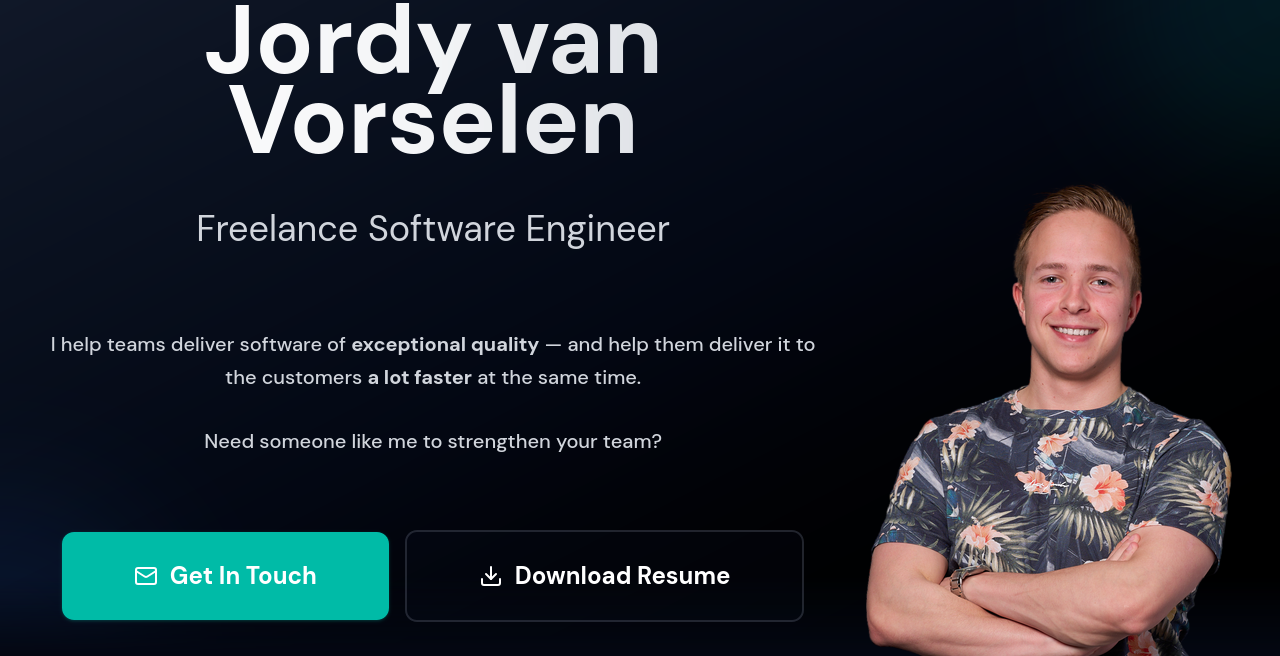 Jordy van
Vorselen
Freelance Software Engineer
I help teams deliver software of exceptional quality — and help them deliver it to
the customers a lot faster at the same time.
Need someone like me to strengthen your team?
Get In Touch
Download Resume